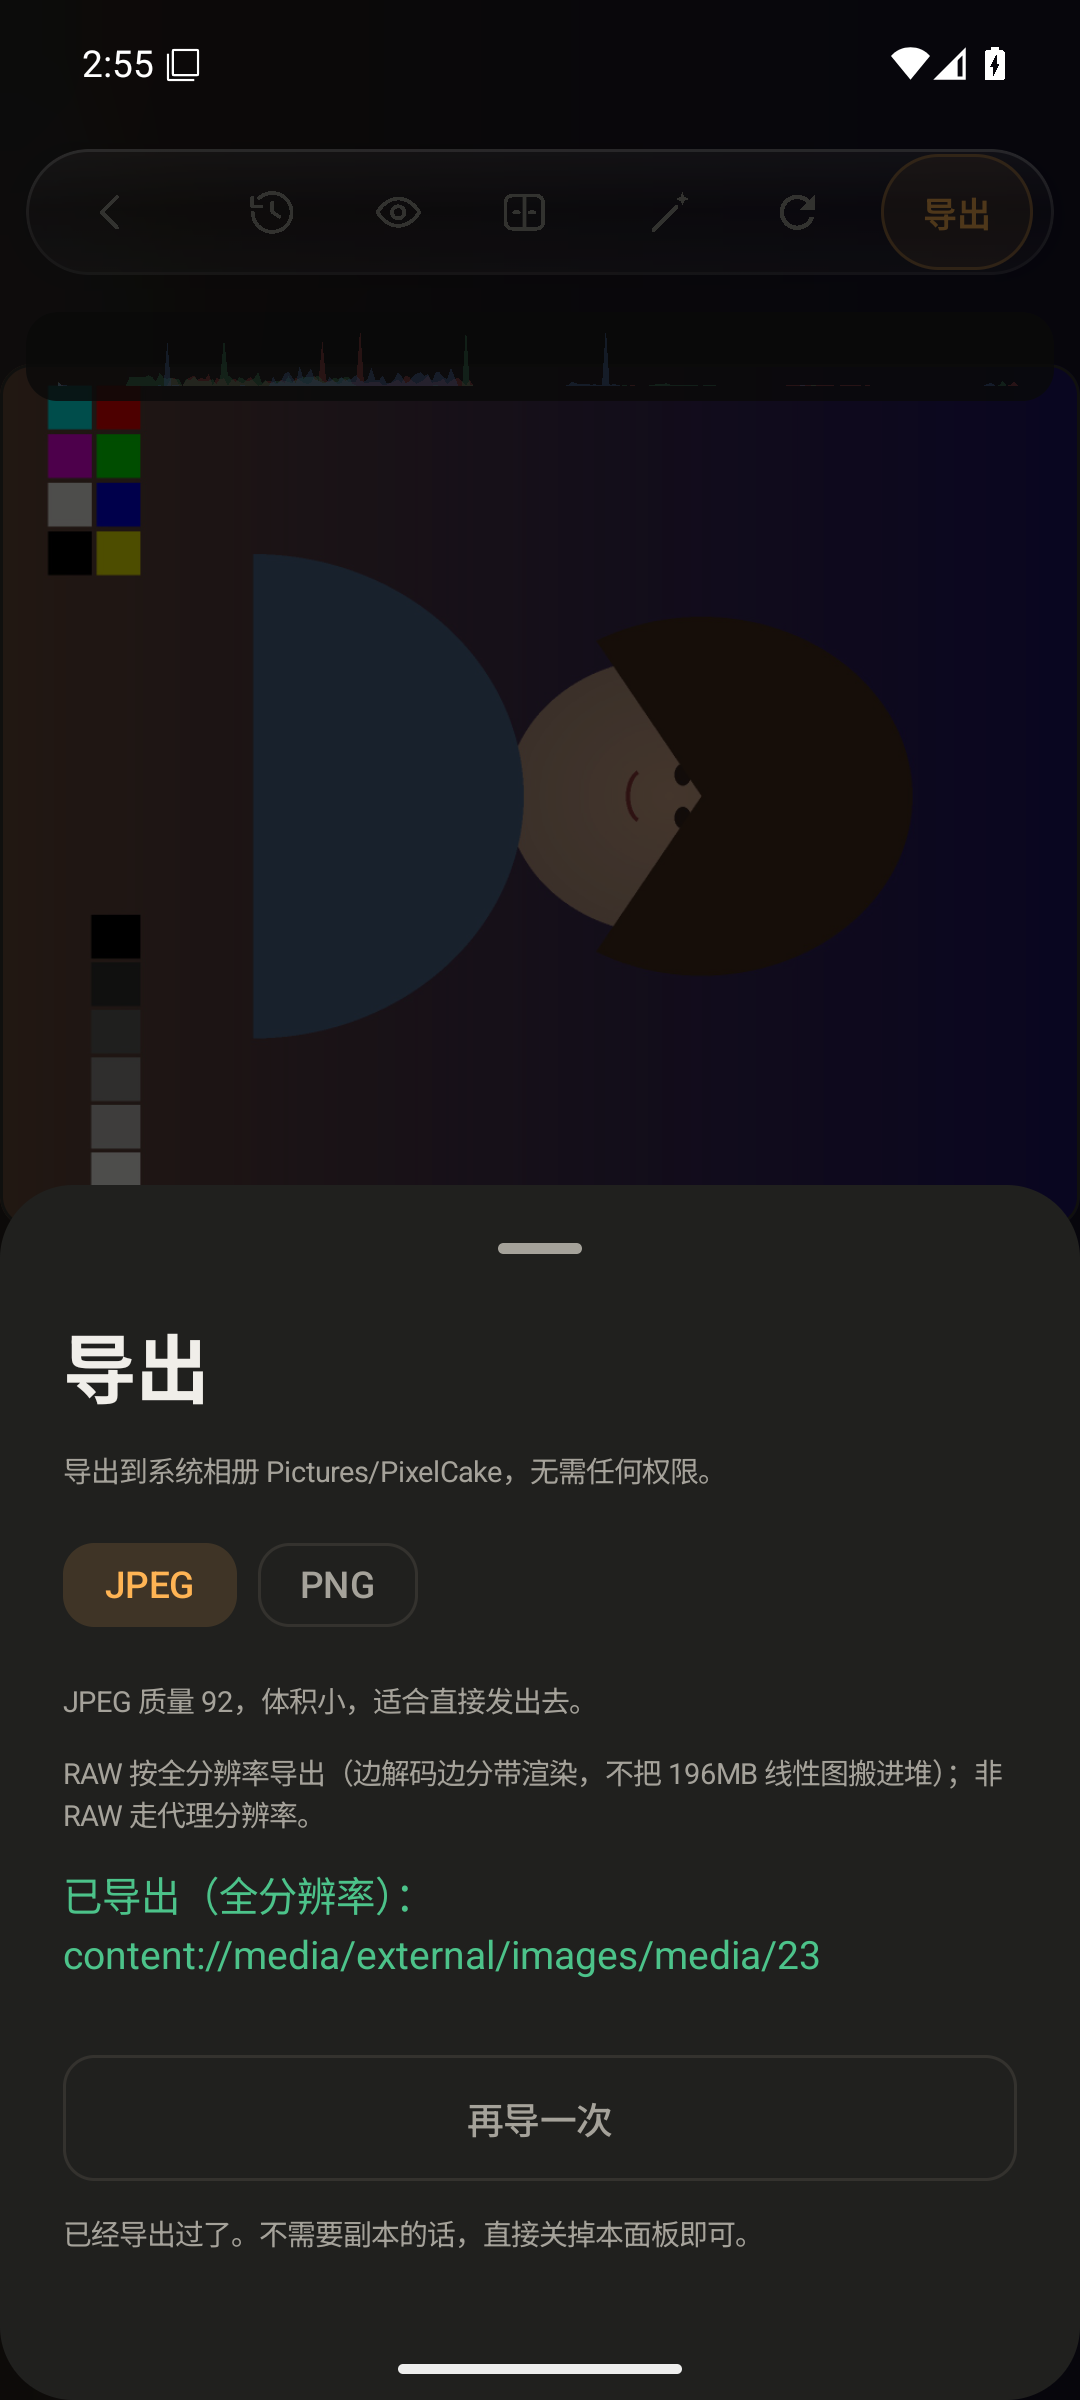 2:55
导出
导出
导出到系统相册 Pictures/PixelCake，无需任何权限。
JPEG
PNG
JPEG 质量 92，体积小，适合直接发出去。
RAW 按全分辨率导出（边解码边分带渲染，不把 196MB 线性图搬进堆）；非
RAW 走代理分辨率。
已导出（全分辨率）：
content://media/external/images/media/23
再导一次
已经导出过了。不需要副本的话，直接关掉本面板即可。